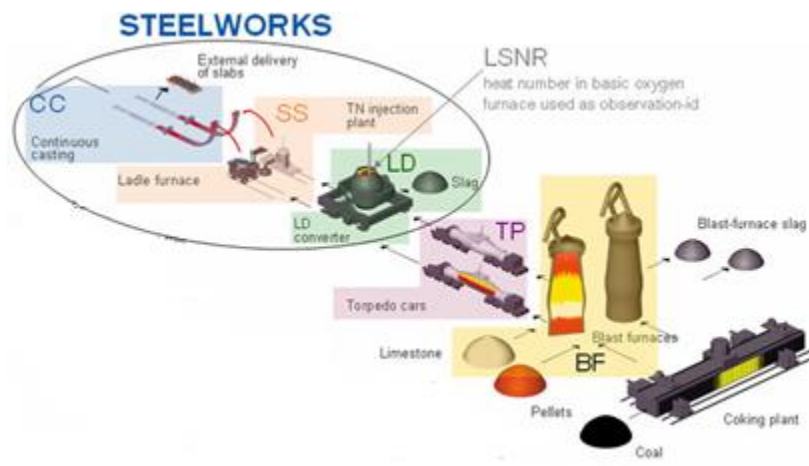 STEELWORKS
External delivery
of slabs
LSNR
heat number in basic oxygen
furnace used as observation-id
CC
SS
TN injection
plant
Continuous
casting
LD
Ladle furnace
Slag
LD
converter
TP
Blast-furnace slag
Torpedo cars
Limestone
Blast furnaces
BF
Pellets
Coking plant
Coal